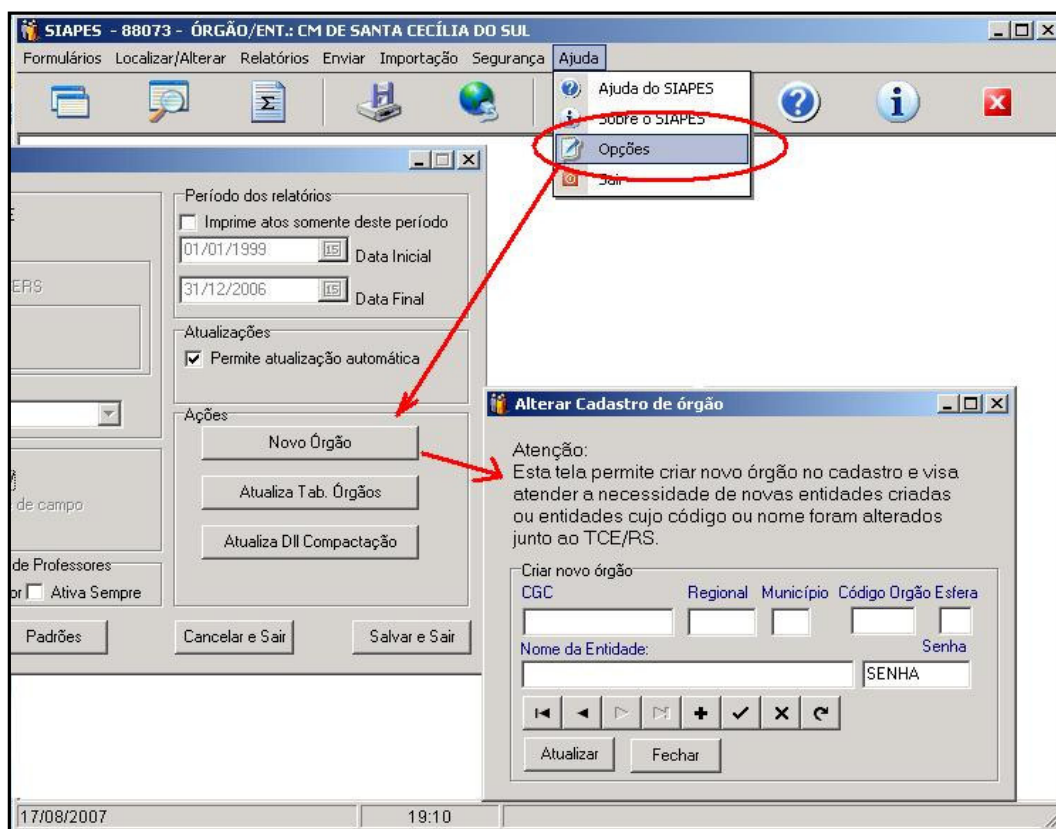 SIAPES - 88073 - ÓRGÃO/ENT.: CM DE SANTA CECÍLIA DO SUL
Formulários Localizar/Alterar Relatórios Enviar Importação Segurança Ajuda
Ajuda do SIAPES
Sobre o SIAPES
Opções
Sair
Período dos relatórios
Imprime atos somente deste período
01/01/1999 15 Data Inicial
ERS
31/12/2006 15 Data Final
Atualizações
Permite atualização automática
Ações
Novo Órgão
Atualiza Tab. Órgãos
de campo
Atualiza Dll Compactação
de Professores
or Ativa Sempre
Padrões Cancelar e Sair Salvar e Sair
Alterar Cadastro de órgão
Atenção:
Esta tela permite criar novo órgão no cadastro e visa
atender a necessidade de novas entidades criadas
ou entidades cujo código ou nome foram alterados
junto ao TCE/RS.
Criar novo órgão
CGC Regional Município Código Orgão Esfera
Nome da Entidade: Senha
SENHA
Atualizar Fechar
17/08/2007 19:10